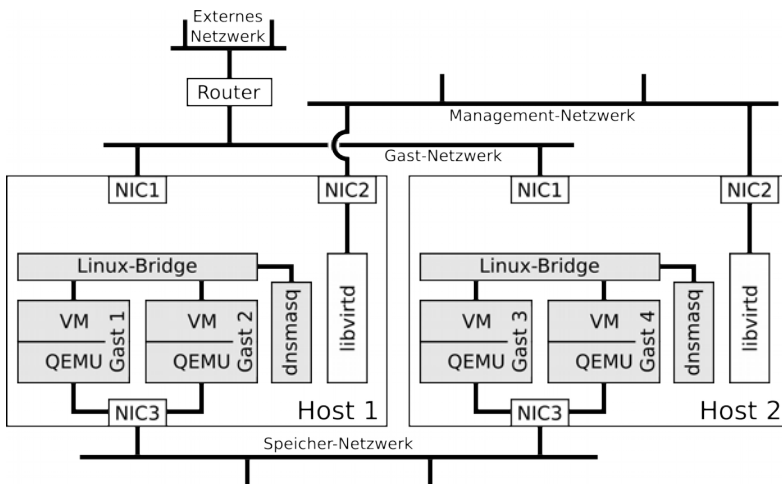 Externes
Netzwerk
Router
Management-Netzwerk
Gast-Netzwerk
NIC1
NIC2
NIC1
NIC2
Linux-Bridge
VM
QEMU
Gast 1
VM
QEMU
Gast 2
dnsmasq
libvirtd
NIC3
Host 1
Linux-Bridge
VM
QEMU
Gast 3
VM
QEMU
Gast 4
dnsmasq
libvirtd
NIC3
Host 2
Speicher-Netzwerk